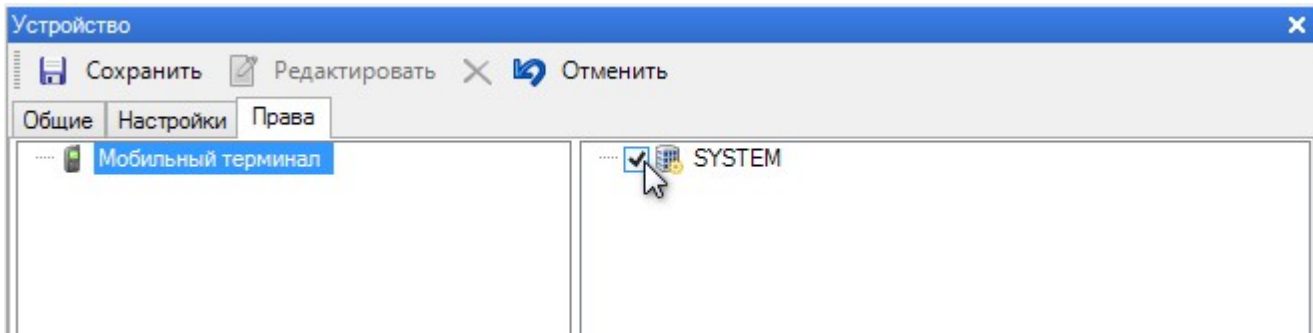 Устройство
Сохранить Редактировать Отменить
Общие Настройки Права
Мобильный терминал SYSTEM